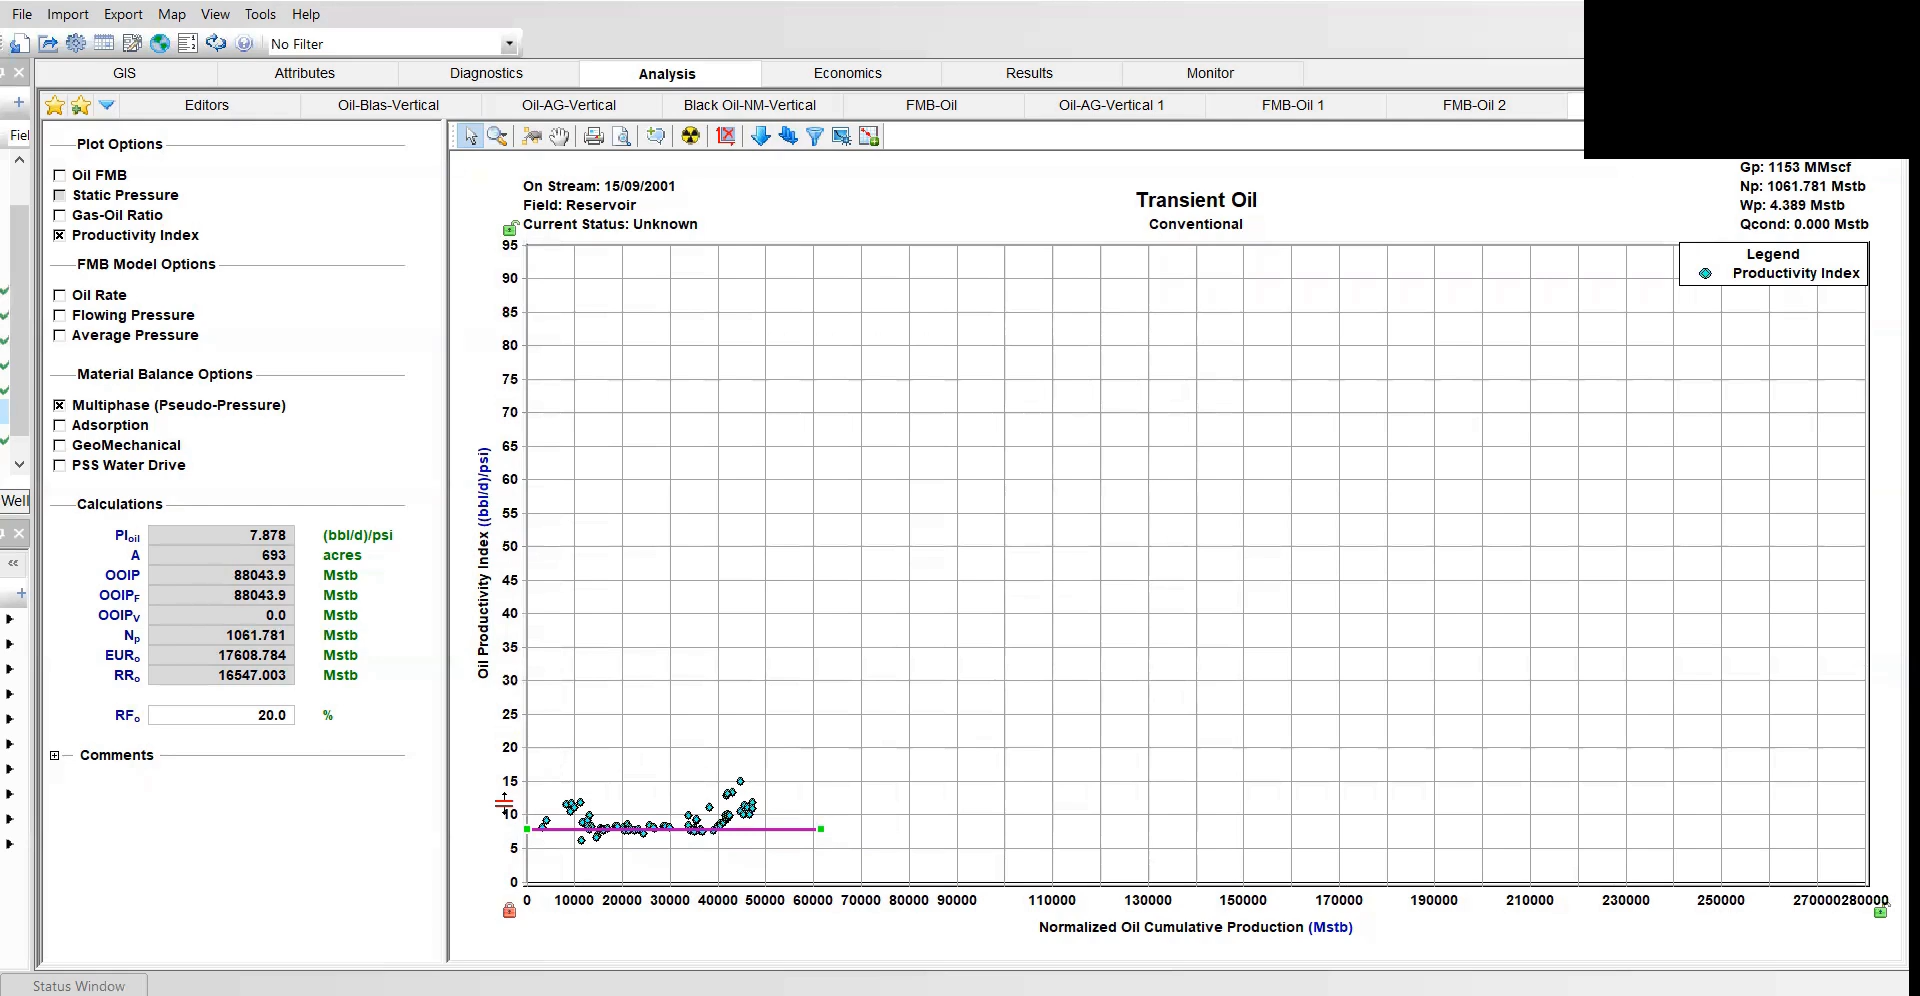 File Import Export Map View Tools Help
No Filter
GIS Attributes Diagnostics Analysis Economics Results Monitor
Editors Oil-Blas-Vertical Oil-AG-Vertical Black Oil-NM-Vertical FMB-Oil Oil-AG-Vertical 1 FMB-Oil 1 FMB-Oil 2
Fiel
Well
Plot Options
Oil FMB
Static Pressure
Gas-Oil Ratio
Productivity Index
FMB Model Options
Oil Rate
Flowing Pressure
Average Pressure
Material Balance Options
Multiphase (Pseudo-Pressure)
Adsorption
GeoMechanical
PSS Water Drive
Calculations
PIoil 7.878 (bbl/d)/psi
A 693 acres
OOIP 88043.9 Mstb
OOIPF 88043.9 Mstb
OOIPV 0.0 Mstb
Np 1061.781 Mstb
EURo 17608.784 Mstb
RRo 16547.003 Mstb
RFo 20.0 %
Comments
On Stream: 15/09/2001
Field: Reservoir
Current Status: Unknown
Transient Oil
Conventional
Gp: 1153 MMscf
Np: 1061.781 Mstb
Wp: 4.389 Mstb
Qcond: 0.000 Mstb
Legend
Productivity Index
Oil Productivity Index ((bbl/d)/psi)
95
90
85
80
75
70
65
60
55
50
45
40
35
30
25
20
15
10
5
0
0 10000 20000 30000 40000 50000 60000 70000 80000 90000 110000 130000 150000 170000 190000 210000 230000 250000 270000 280000
Normalized Oil Cumulative Production (Mstb)
Status Window